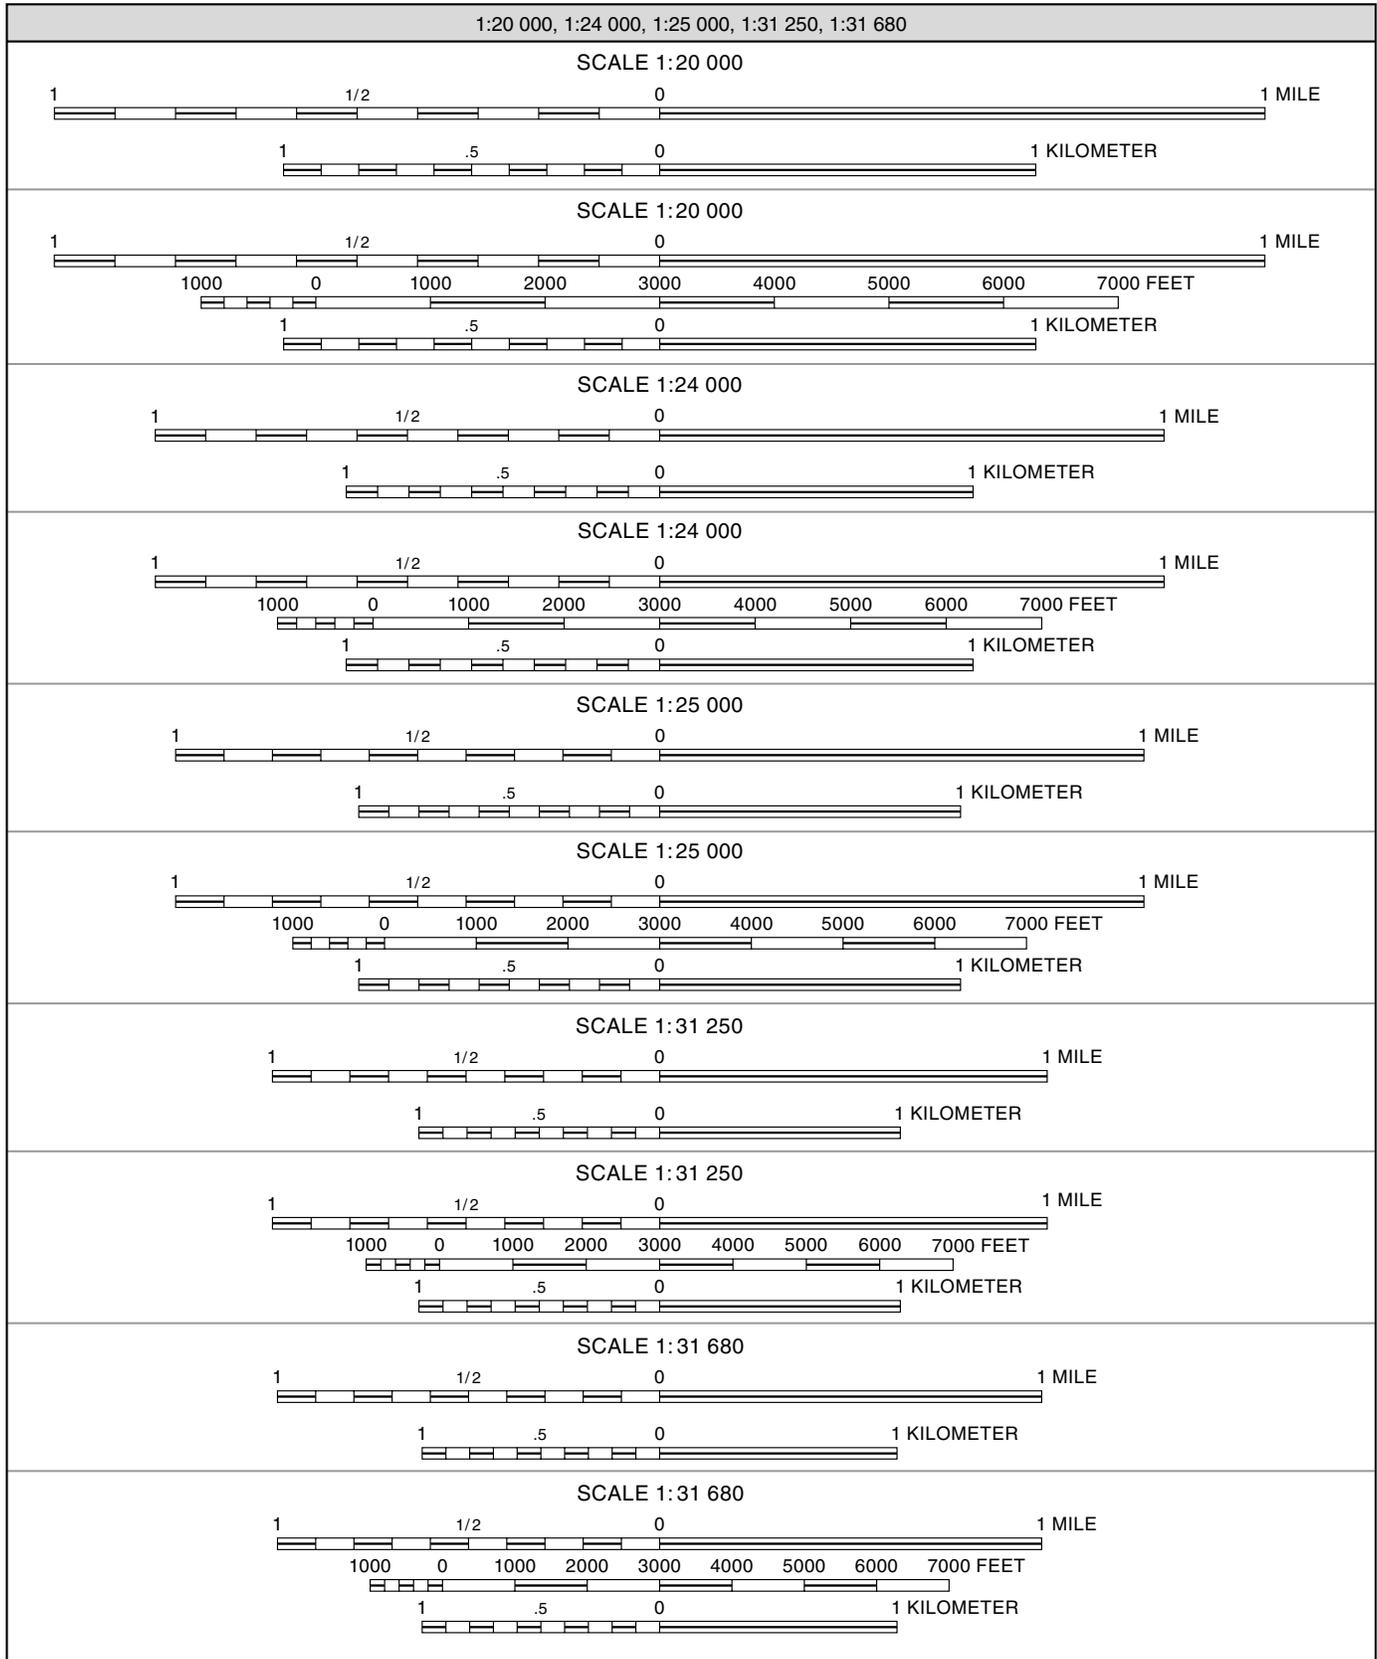 1:20 000, 1:24 000, 1:25 000, 1:31 250, 1:31 680
SCALE 1:20 000
1 1/2 0 1 MILE
1 .5 0 1 KILOMETER
SCALE 1:20 000
1 1/2 0 1 MILE
1000 0 1000 2000 3000 4000 5000 6000 7000 FEET
1 .5 0 1 KILOMETER
SCALE 1:24 000
1 1/2 0 1 MILE
1 .5 0 1 KILOMETER
SCALE 1:24 000
1 1/2 0 1 MILE
1000 0 1000 2000 3000 4000 5000 6000 7000 FEET
1 .5 0 1 KILOMETER
SCALE 1:25 000
1 1/2 0 1 MILE
1 .5 0 1 KILOMETER
SCALE 1:25 000
1 1/2 0 1 MILE
1000 0 1000 2000 3000 4000 5000 6000 7000 FEET
1 .5 0 1 KILOMETER
SCALE 1:31 250
1 1/2 0 1 MILE
1 .5 0 1 KILOMETER
SCALE 1:31 250
1 1/2 0 1 MILE
1000 0 1000 2000 3000 4000 5000 6000 7000 FEET
1 .5 0 1 KILOMETER
SCALE 1:31 680
1 1/2 0 1 MILE
1 .5 0 1 KILOMETER
SCALE 1:31 680
1 1/2 0 1 MILE
1000 0 1000 2000 3000 4000 5000 6000 7000 FEET
1 .5 0 1 KILOMETER